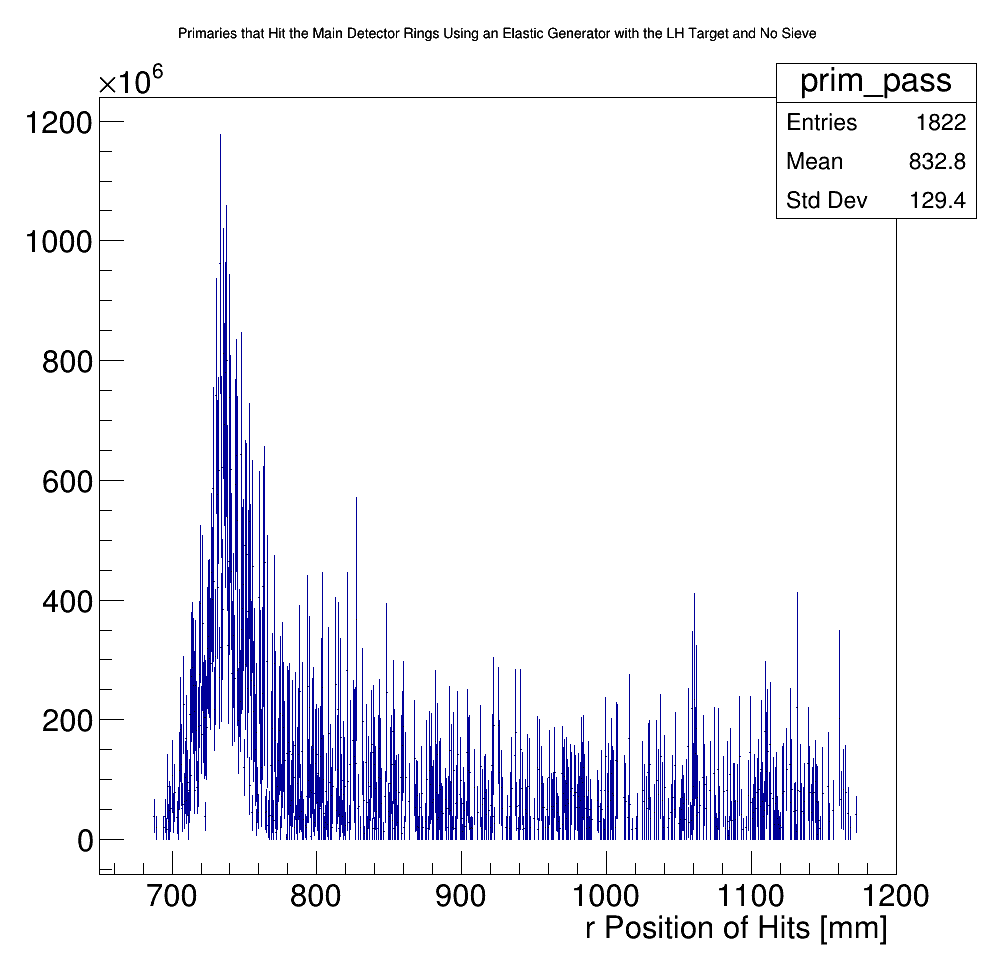 Primaries that Hit the Main Detector Rings Using an Elastic Generator with the LH Target and No Sieve
×10⁶
prim_pass
Entries 1822
Mean 832.8
Std Dev 129.4
1200
1000
800
600
400
200
0
700 800 900 1000 1100 1200
r Position of Hits [mm]